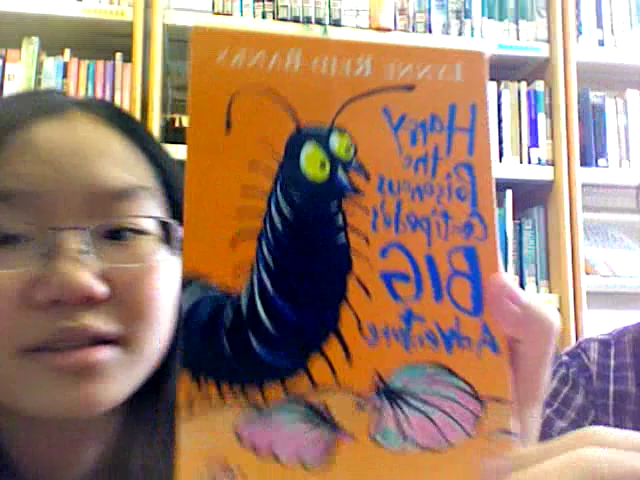 LYNNE REID BANKS
Harry
the
Poisonous
Centipede's
BIG
Adventure